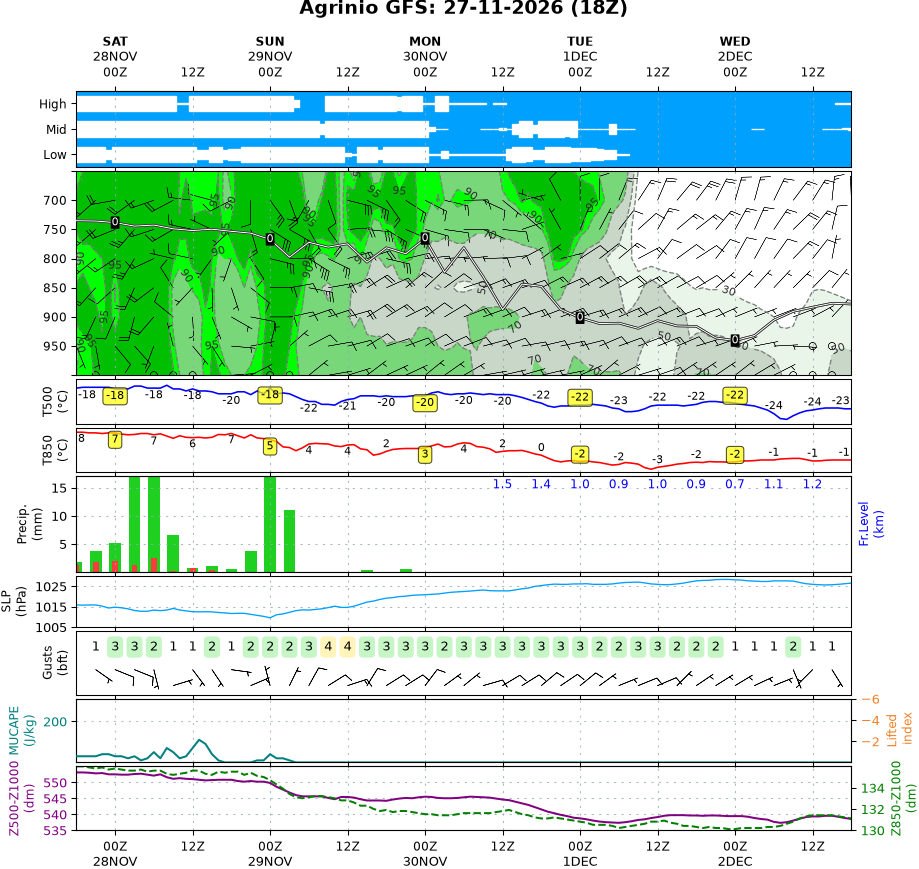 Agrinio GFS: 27-11-2026 (18Z)
SAT SUN MON TUE WED
28NOV 29NOV 30NOV 1DEC 2DEC
00Z 12Z 00Z 12Z 00Z 12Z 00Z 12Z 00Z 12Z
High
Mid
Low
700
750
800
850
900
950
0 0 0 0 0
T500
(°C)
-18 -18 -18 -18 -20 -18 -22 -21 -20 -20 -20 -20 -22 -22 -23 -22 -22 -22 -24 -24 -23
T850
(°C)
8 7 7 6 7 5 4 4 2 3 4 2 0 -2 -2 -3 -2 -2 -1 -1 -1
Precip.
(mm)
15
10
5
1.5 1.4 1.0 0.9 1.0 0.9 0.7 1.1 1.2
Fr.Level
(km)
SLP
(hPa)
1025
1015
1005
Gusts
(bft)
1 3 3 2 1 1 2 1 2 2 2 3 4 4 3 3 3 3 2 3 3 3 3 3 3 2 2 3 3 2 2 2 2 1 1 1 2 1 1
MUCAPE
(J/kg)
200
−6
−4
−2
Lifted
index
Z500-Z1000
(dm)
550
545
540
535
134
132
130
Z850-Z1000
(dm)
00Z 12Z 00Z 12Z 00Z 12Z 00Z 12Z 00Z 12Z
28NOV 29NOV 30NOV 1DEC 2DEC